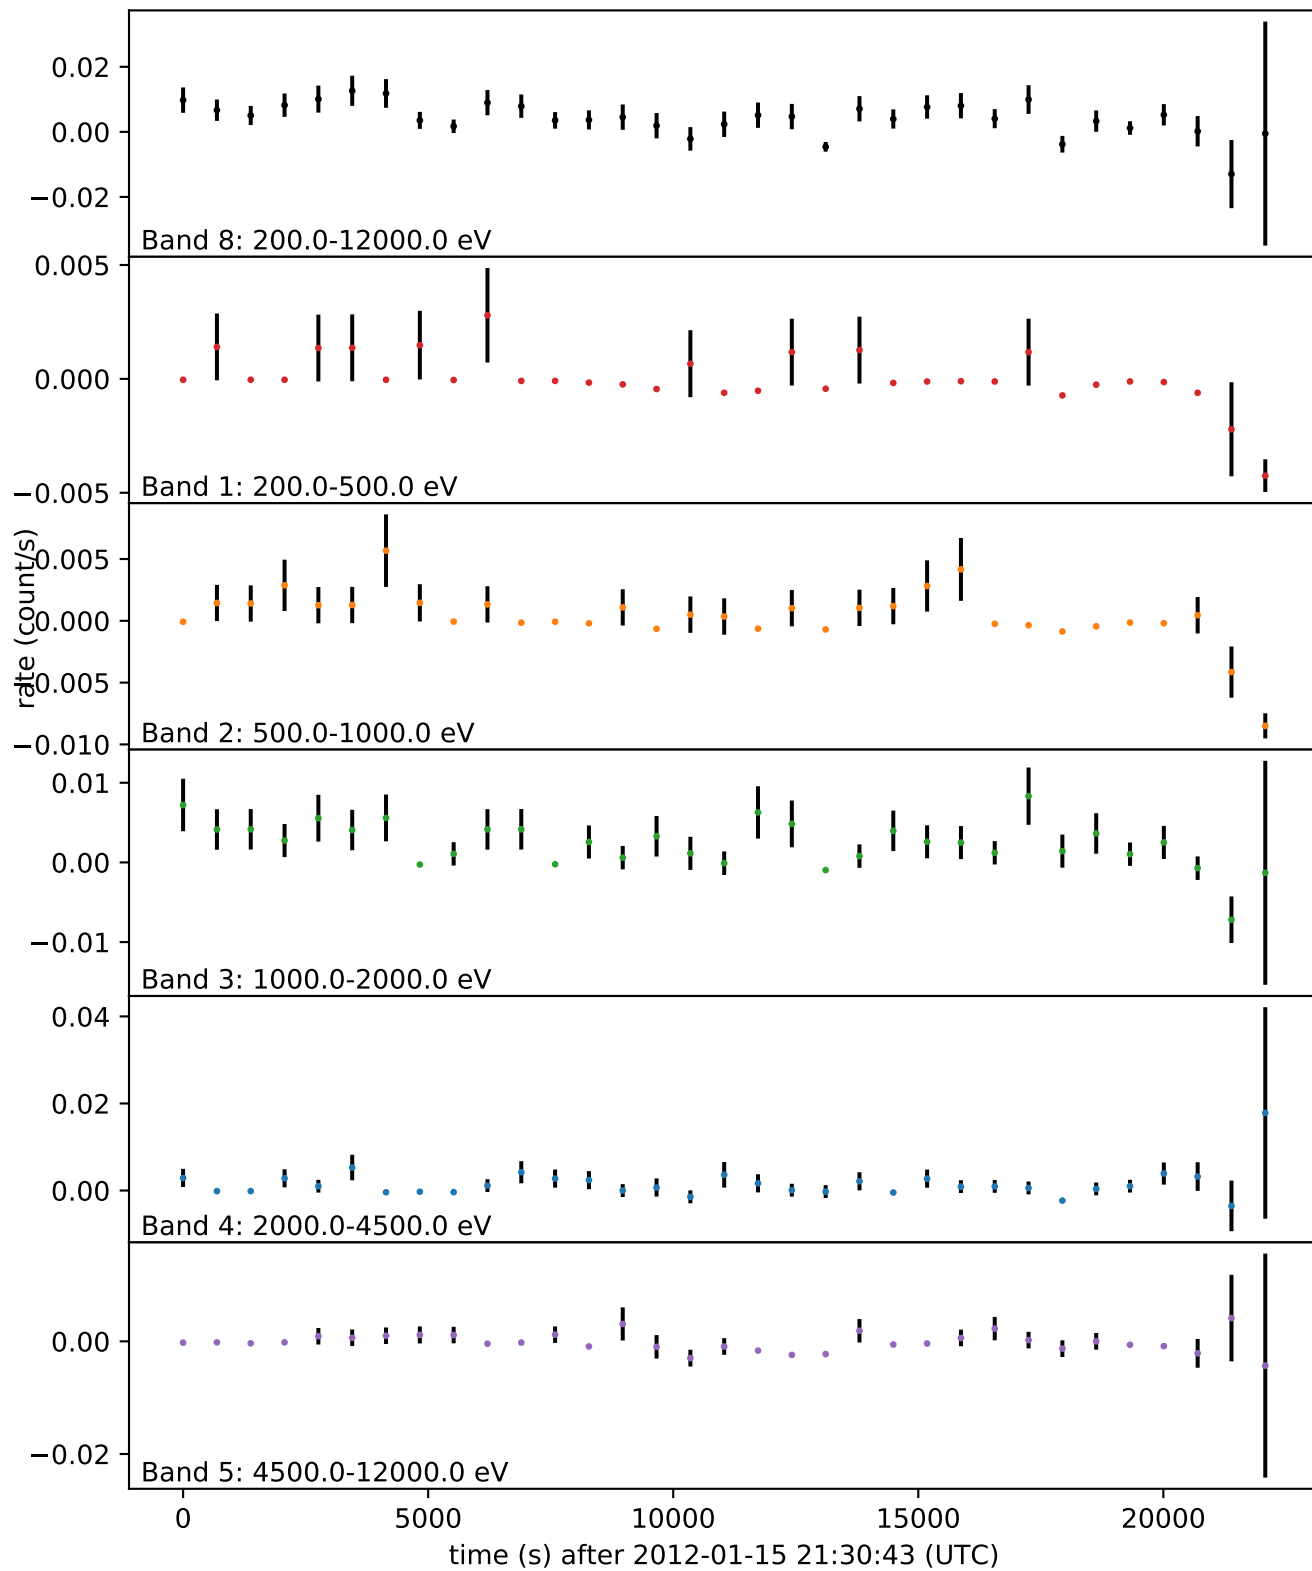 0.02
0.00
−0.02
Band 8: 200.0-12000.0 eV
0.005
0.000
−0.005
Band 1: 200.0-500.0 eV
rate (count/s)
0.005
0.000
−0.005
−0.010
Band 2: 500.0-1000.0 eV
0.01
0.00
−0.01
Band 3: 1000.0-2000.0 eV
0.04
0.02
0.00
Band 4: 2000.0-4500.0 eV
0.00
−0.02
Band 5: 4500.0-12000.0 eV
0 5000 10000 15000 20000
time (s) after 2012-01-15 21:30:43 (UTC)